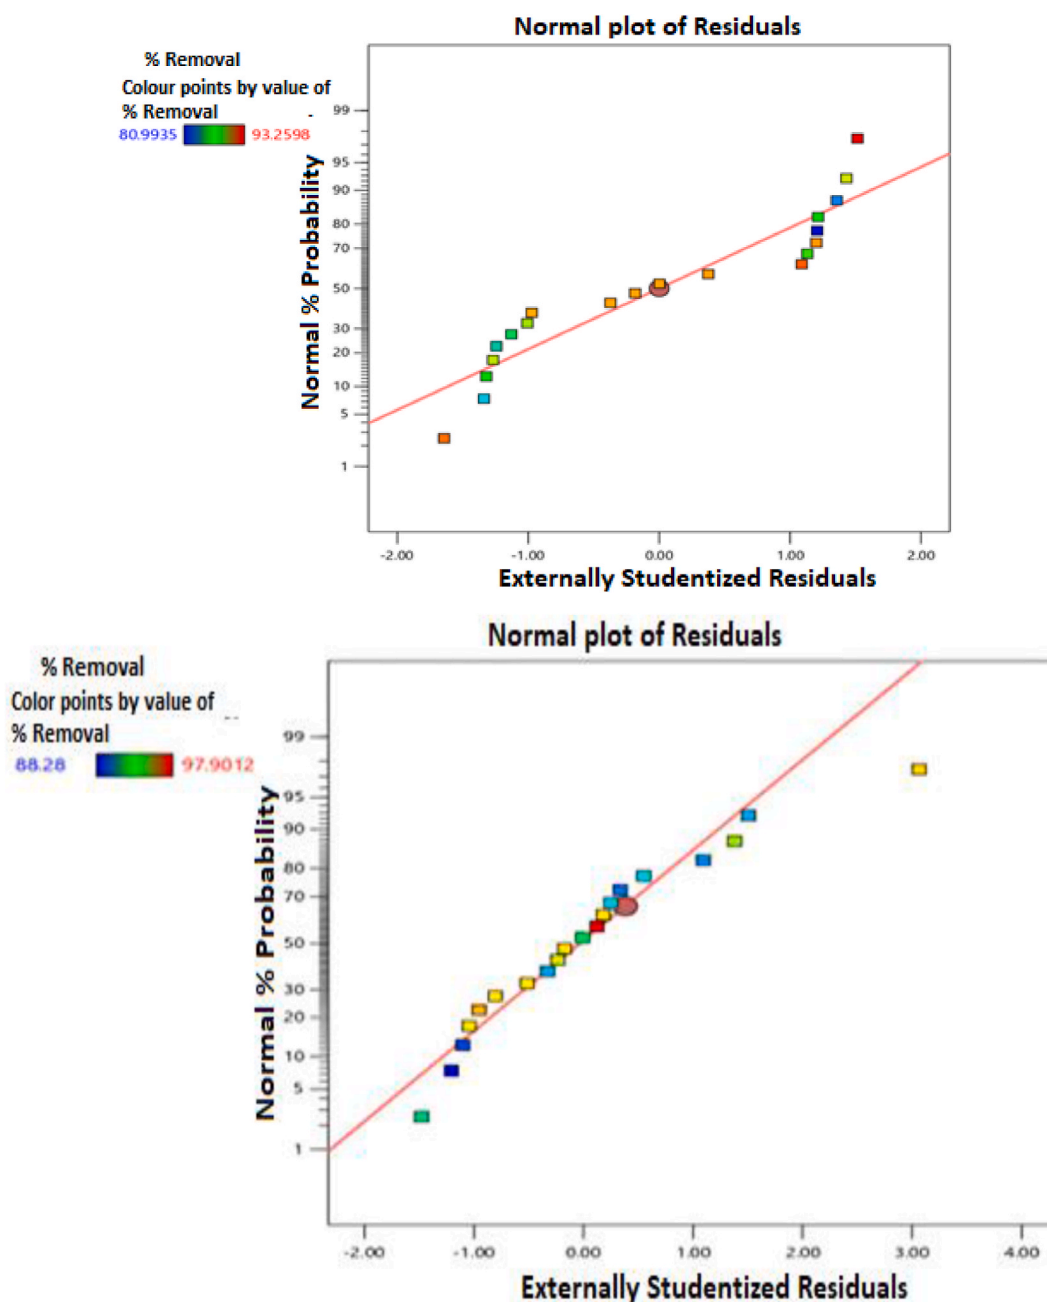 Normal plot of Residuals
% Removal
Colour points by value of
% Removal
80.9935 93.2598
Normal % Probability
99
95
90
80
70
50
30
20
10
5
1
-2.00 -1.00 0.00 1.00 2.00
Externally Studentized Residuals
Normal plot of Residuals
% Removal
Color points by value of
% Removal
88.28 97.9012
Normal % Probability
99
95
90
80
70
50
30
20
10
5
1
-2.00 -1.00 0.00 1.00 2.00 3.00 4.00
Externally Studentized Residuals